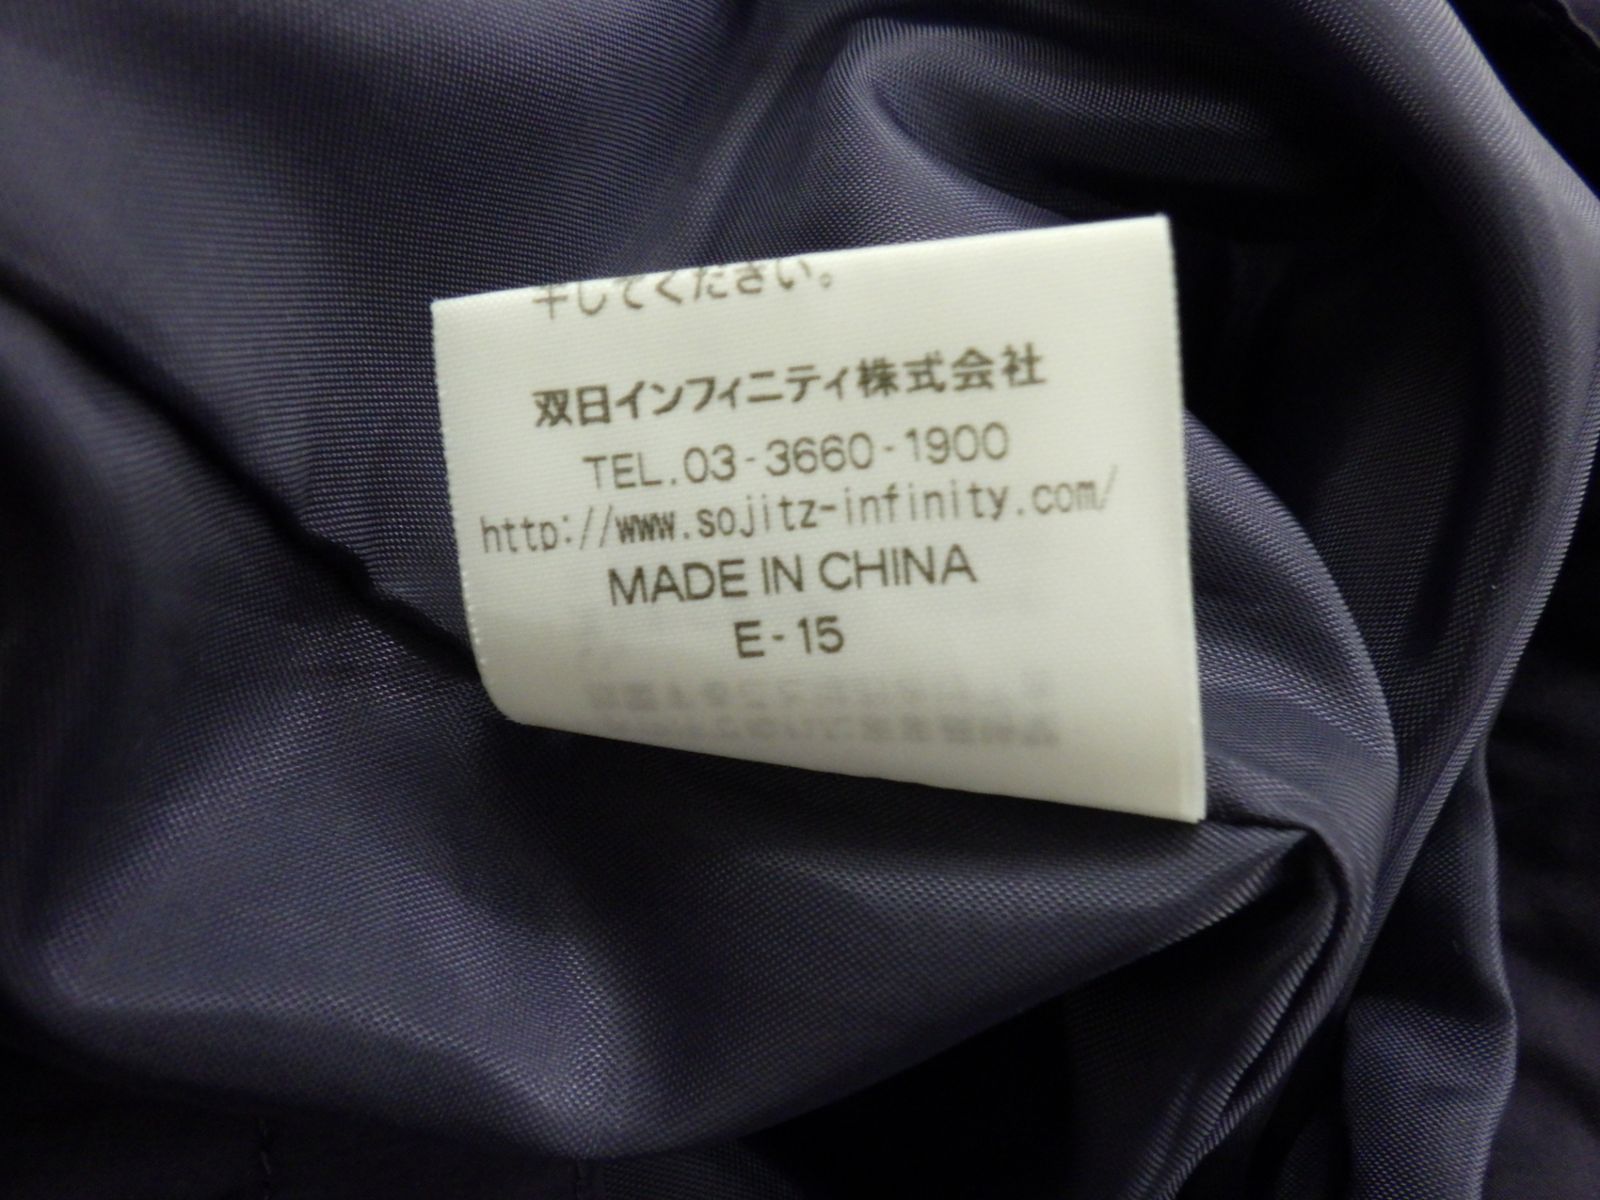 干してください。
双日インフィニティ株式会社
TEL.03-3660-1900
http://www.sojitz-infinity.com/
MADE IN CHINA
E-15